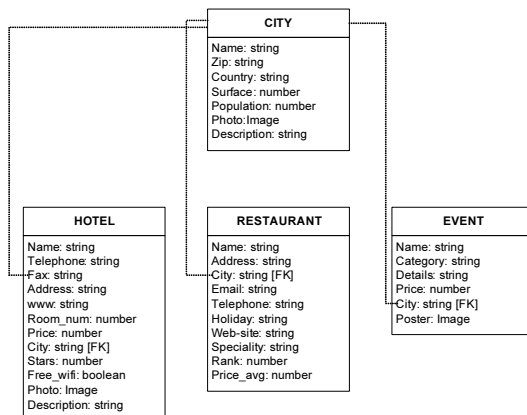 CITY
Name: string
Zip: string
Country: string
Surface: number
Population: number
Photo:Image
Description: string
HOTEL
Name: string
Telephone: string
Fax: string
Address: string
www: string
Room_num: number
Price: number
City: string [FK]
Stars: number
Free_wifi: boolean
Photo: Image
Description: string
RESTAURANT
Name: string
Address: string
City: string [FK]
Email: string
Telephone: string
Holiday: string
Web-site: string
Speciality: string
Rank: number
Price_avg: number
EVENT
Name: string
Category: string
Details: string
Price: number
City: string [FK]
Poster: Image